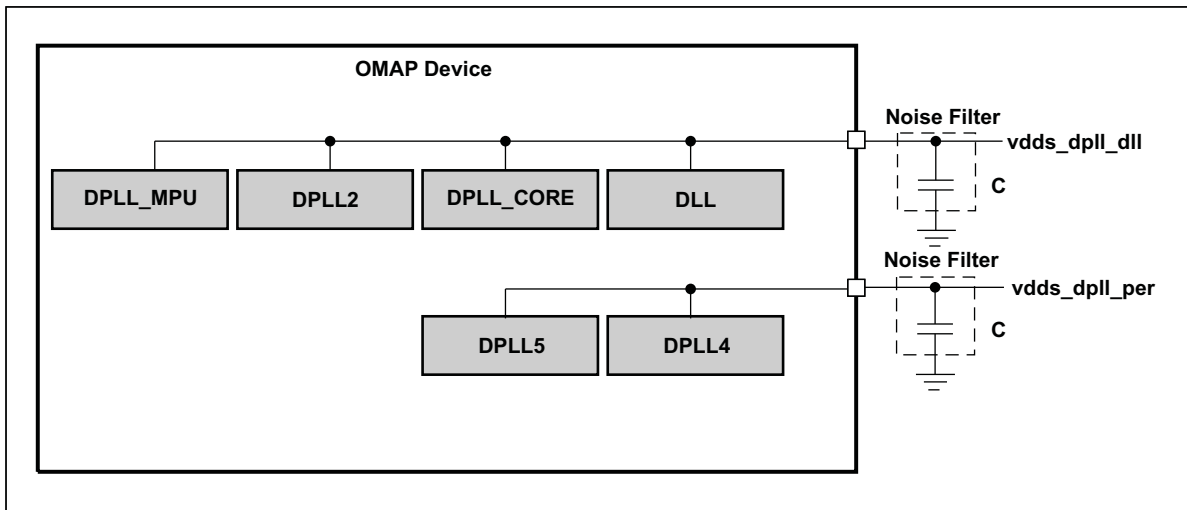 OMAP Device
Noise Filter
vdds_dpll_dll
C
DPLL_MPU
DPLL2
DPLL_CORE
DLL
Noise Filter
vdds_dpll_per
C
DPLL5
DPLL4